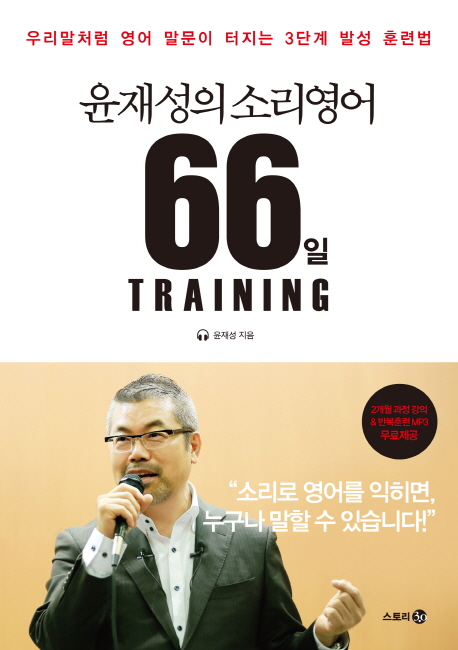 우리말처럼 영어 말문이 터지는 3단계 발성 훈련법
윤재성의 소리영어
66일
TRAINING
윤재성 지음
2개월 과정 강의
& 반복훈련 MP3
무료제공
“소리로 영어를 익히면,
누구나 말할 수 있습니다!”
스토리 3.0